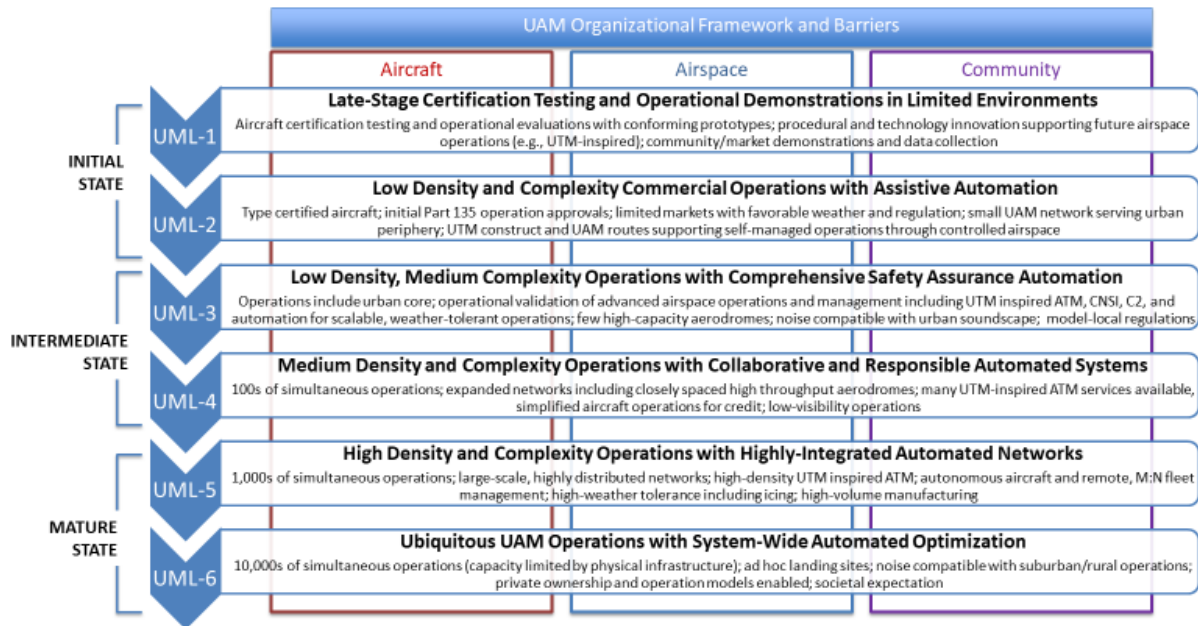 UAM Organizational Framework and Barriers
Aircraft
Airspace
Community
INITIAL
STATE
UML-1
Late-Stage Certification Testing and Operational Demonstrations in Limited Environments
Aircraft certification testing and operational evaluations with conforming prototypes; procedural and technology innovation supporting future airspace
operations (e.g., UTM-inspired); community/market demonstrations and data collection
UML-2
Low Density and Complexity Commercial Operations with Assistive Automation
Type certified aircraft; initial Part 135 operation approvals; limited markets with favorable weather and regulation; small UAM network serving urban
periphery; UTM construct and UAM routes supporting self-managed operations through controlled airspace
INTERMEDIATE
STATE
UML-3
Low Density, Medium Complexity Operations with Comprehensive Safety Assurance Automation
Operations include urban core; operational validation of advanced airspace operations and management including UTM inspired ATM, CNSI, C2, and
automation for scalable, weather-tolerant operations; few high-capacity aerodromes; noise compatible with urban soundscape; model-local regulations
UML-4
Medium Density and Complexity Operations with Collaborative and Responsible Automated Systems
100s of simultaneous operations; expanded networks including closely spaced high throughput aerodromes; many UTM-inspired ATM services available,
simplified aircraft operations for credit; low-visibility operations
MATURE
STATE
UML-5
High Density and Complexity Operations with Highly-Integrated Automated Networks
1,000s of simultaneous operations; large-scale, highly distributed networks; high-density UTM inspired ATM; autonomous aircraft and remote, M:N fleet
management; high-weather tolerance including icing; high-volume manufacturing
UML-6
Ubiquitous UAM Operations with System-Wide Automated Optimization
10,000s of simultaneous operations (capacity limited by physical infrastructure); ad hoc landing sites; noise compatible with suburban/rural operations;
private ownership and operation models enabled; societal expectation